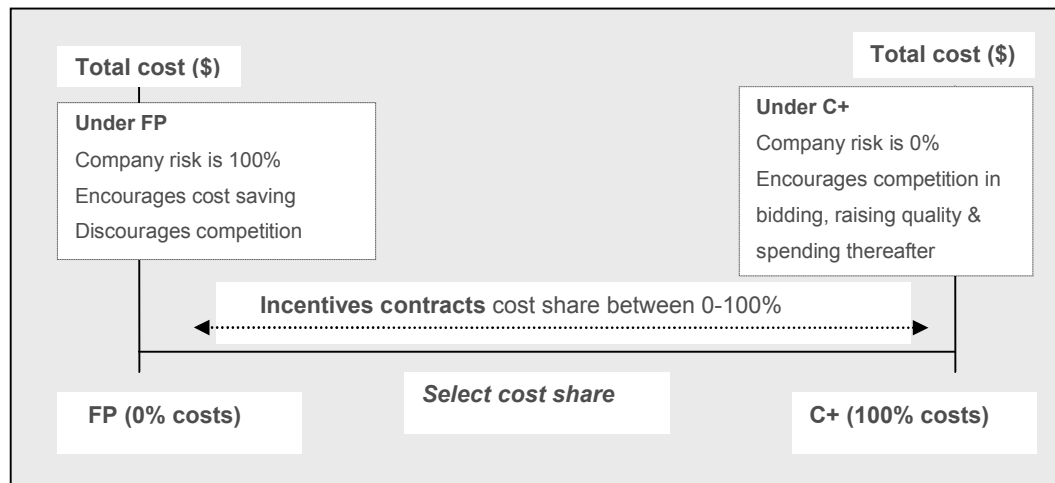 Total cost ($)
Under FP
Company risk is 100%
Encourages cost saving
Discourages competition
Total cost ($)
Under C+
Company risk is 0%
Encourages competition in
bidding, raising quality &
spending thereafter
Incentives contracts cost share between 0-100%
Select cost share
FP (0% costs)
C+ (100% costs)